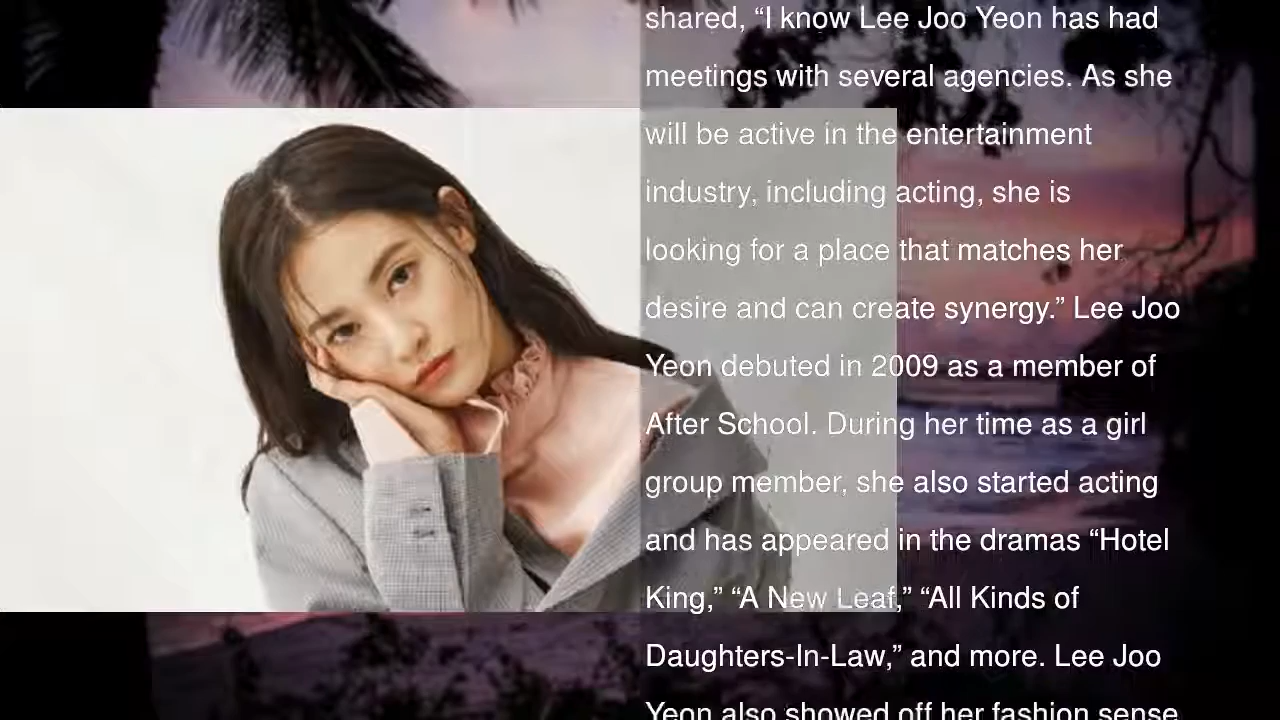 shared, “I know Lee Joo Yeon has had
meetings with several agencies. As she
will be active in the entertainment
industry, including acting, she is
looking for a place that matches her
desire and can create synergy.” Lee Joo
Yeon debuted in 2009 as a member of
After School. During her time as a girl
group member, she also started acting
and has appeared in the dramas “Hotel
King,” “A New Leaf,” “All Kinds of
Daughters-In-Law,” and more. Lee Joo
Yeon also showed off her fashion sense